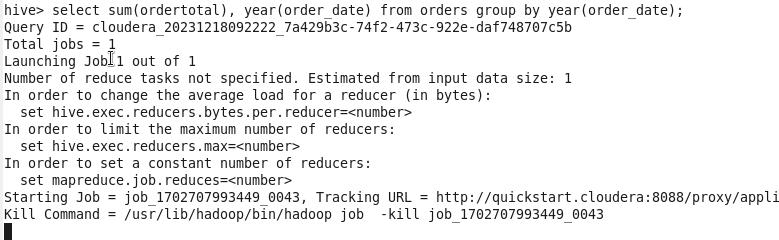 hive> select sum(ordertotal), year(order_date) from orders group by year(order_date);
Query ID = cloudera_20231218092222_7a429b3c-74f2-473c-922e-daf748707c5b
Total jobs = 1
Launching Job 1 out of 1
Number of reduce tasks not specified. Estimated from input data size: 1
In order to change the average load for a reducer (in bytes):
  set hive.exec.reducers.bytes.per.reducer=<number>
In order to limit the maximum number of reducers:
  set hive.exec.reducers.max=<number>
In order to set a constant number of reducers:
  set mapreduce.job.reduces=<number>
Starting Job = job_1702707993449_0043, Tracking URL = http://quickstart.cloudera:8088/proxy/appli
Kill Command = /usr/lib/hadoop/bin/hadoop job  -kill job_1702707993449_0043